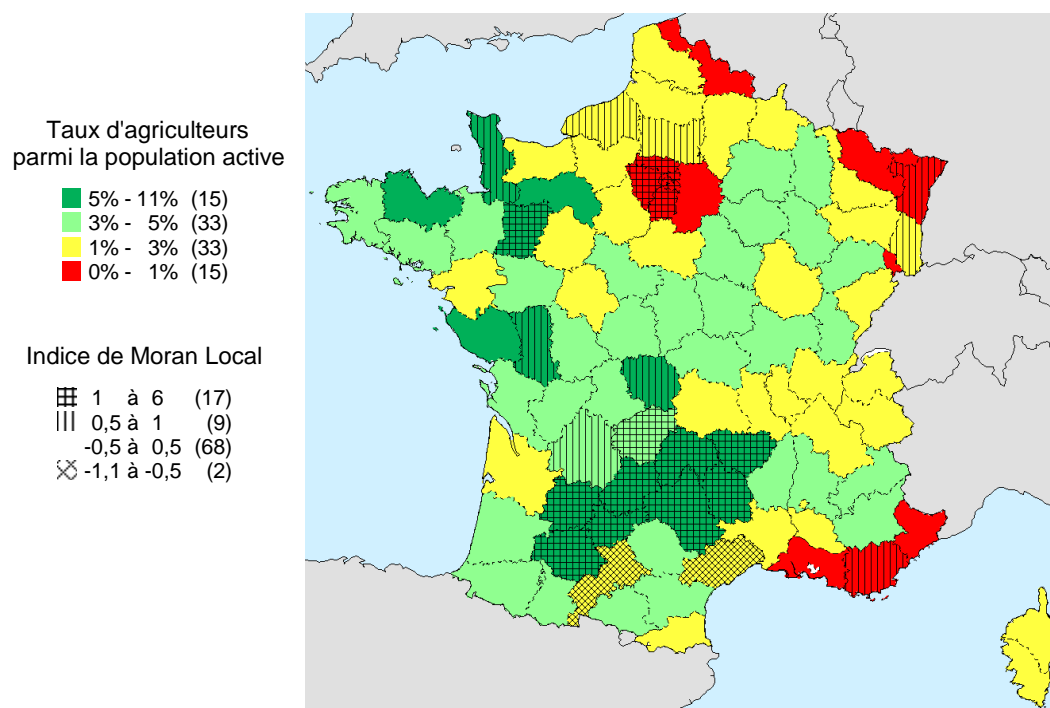 Taux d'agriculteurs
parmi la population active
5% - 11% (15)
3% - 5% (33)
1% - 3% (33)
0% - 1% (15)
Indice de Moran Local
1 à 6 (17)
0,5 à 1 (9)
-0,5 à 0,5 (68)
-1,1 à -0,5 (2)